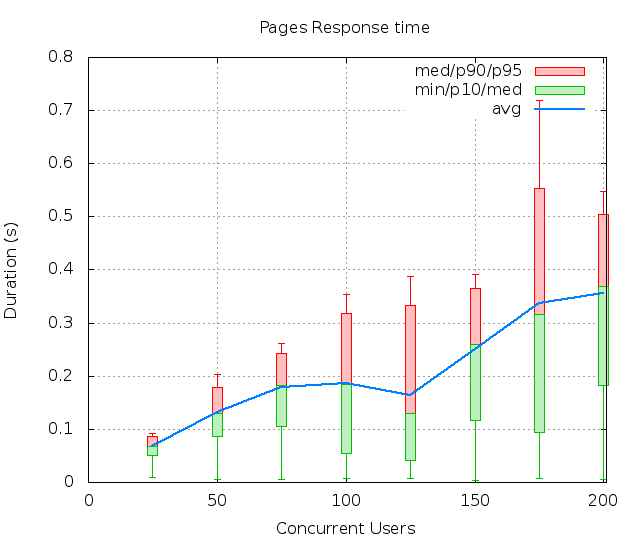 Pages Response time
med/p90/p95
min/p10/med
avg
0.8
0.7
0.6
0.5
0.4
0.3
0.2
0.1
0
Duration (s)
0 50 100 150 200
Concurrent Users